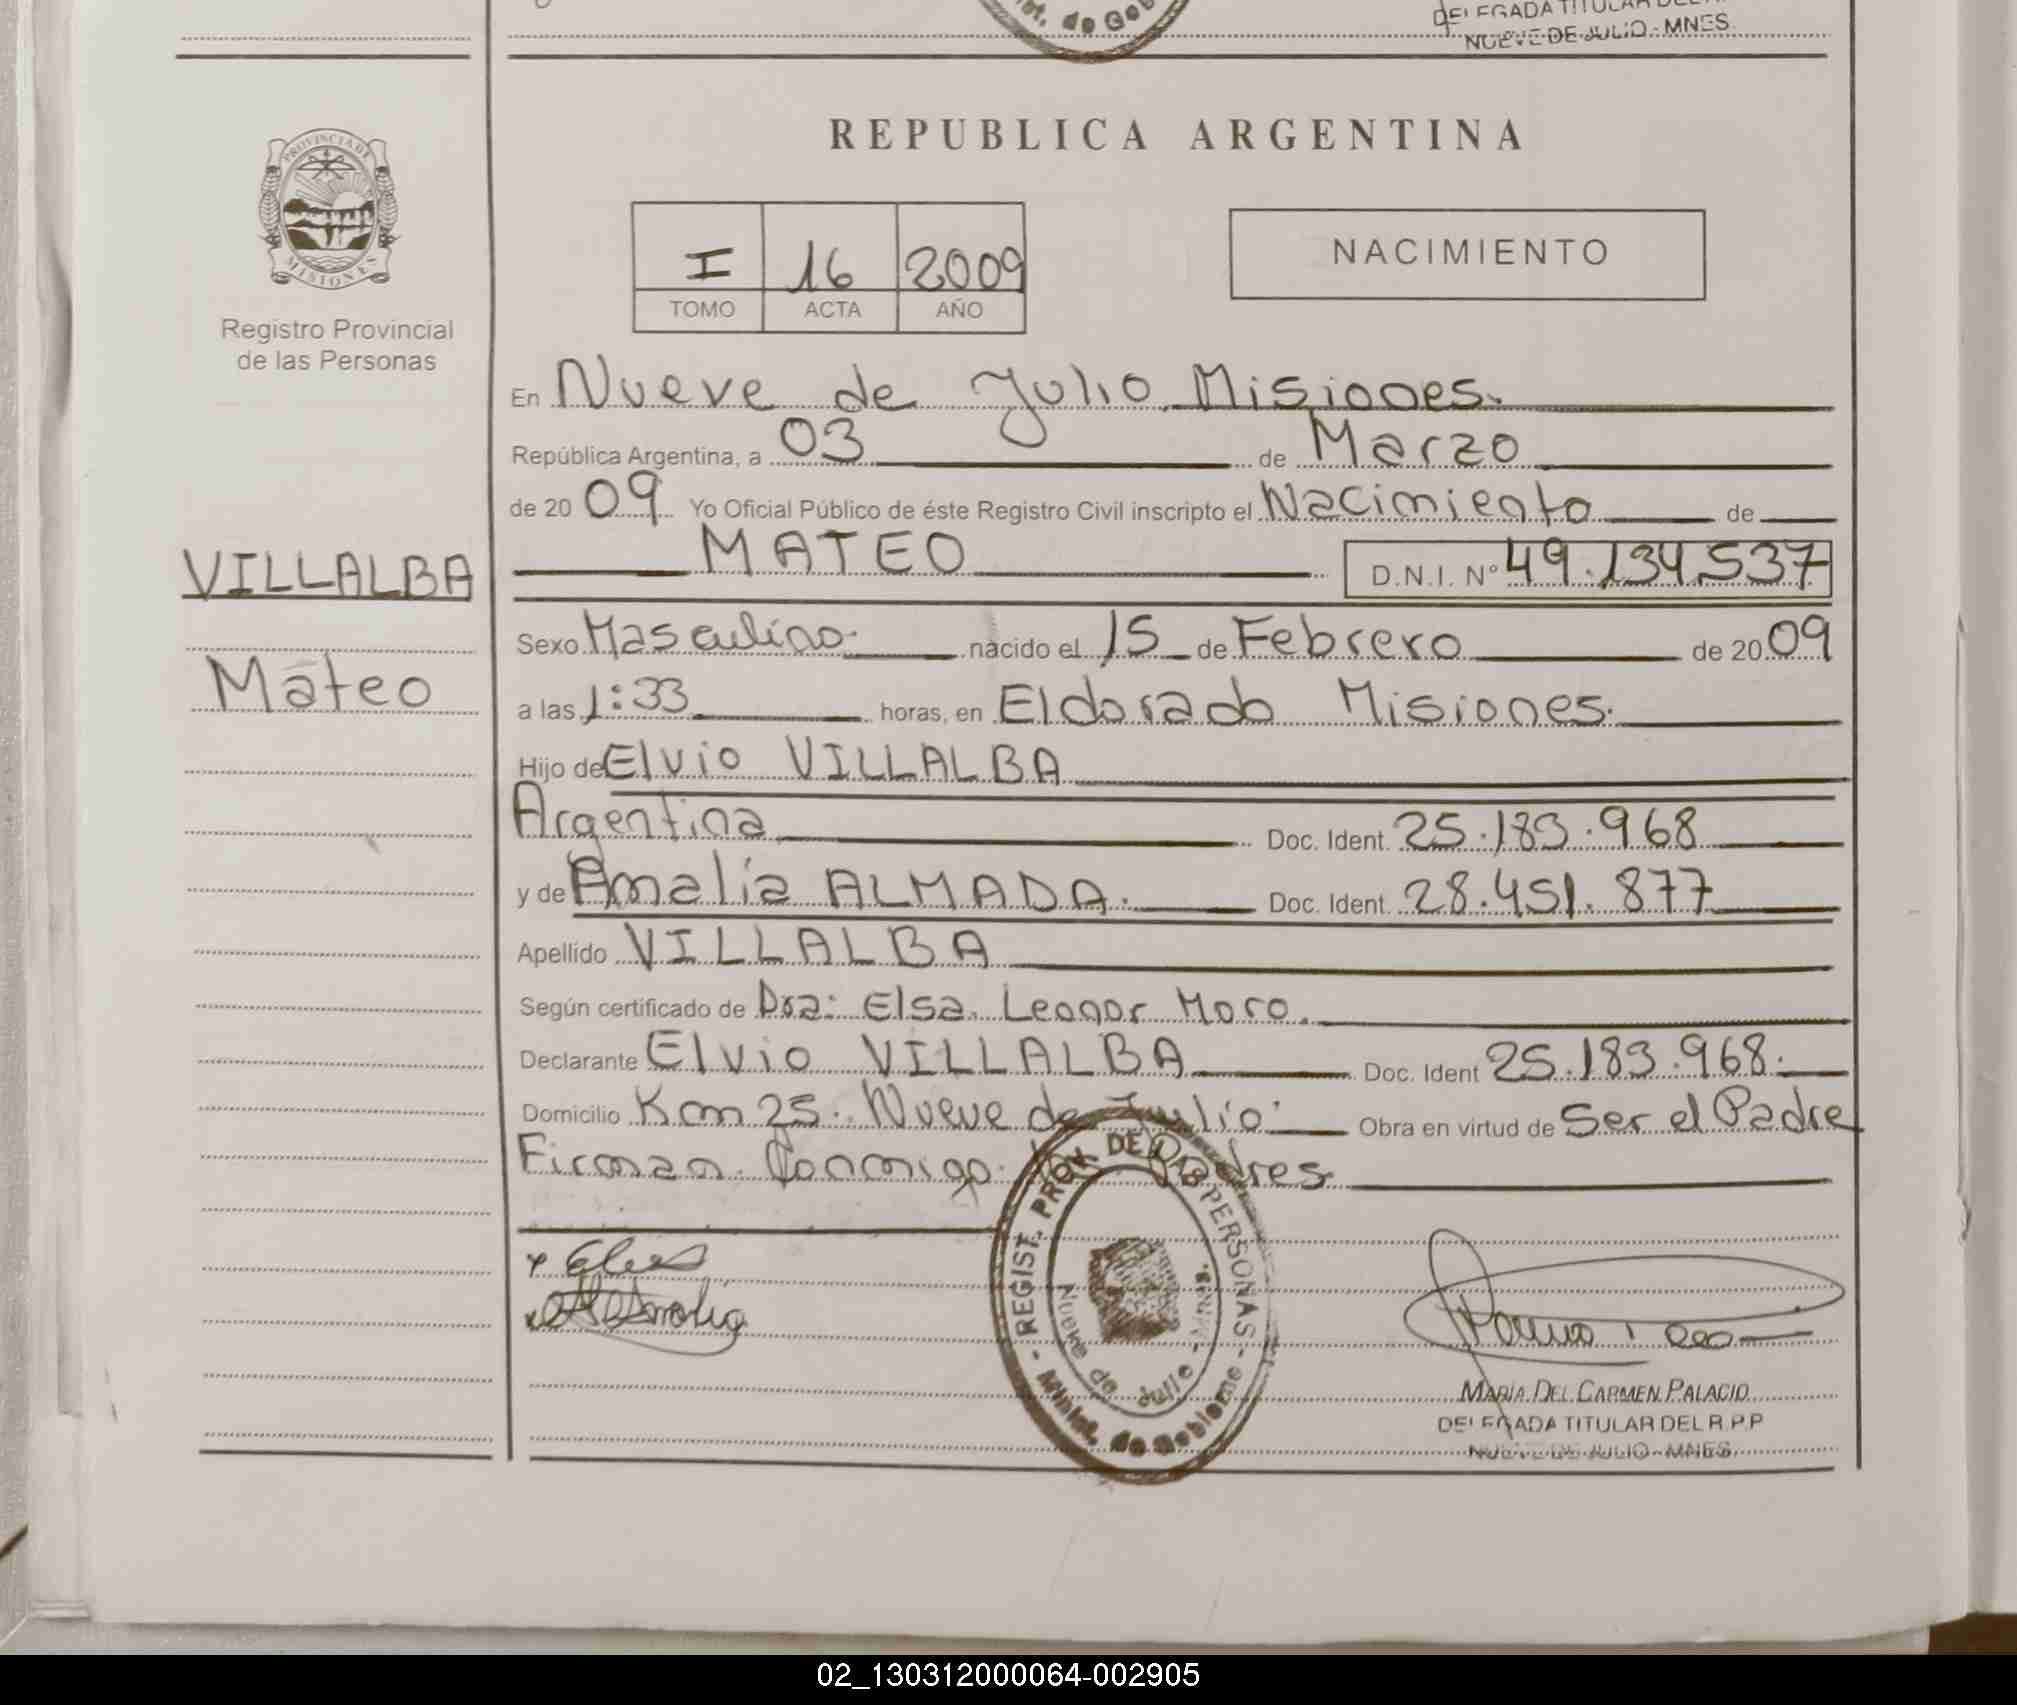 DELEGADA TITULAR DEL
NUEVE DE JULIO - MNES.
PROVINCIA DE
MISIONES
Registro Provincial
de las Personas
VILLALBA
Mateo
REPUBLICA ARGENTINA
I 16 2009
TOMO ACTA AÑO
NACIMIENTO
En Nueve de Julio Misiones.
República Argentina, a 03 de Marzo
de 2009 Yo Oficial Público de éste Registro Civil inscripto el Nacimiento de
MATEO D.N.I. Nº 49.134.537
Sexo Masculino nacido el 15 de Febrero de 2009
a las 1:33 horas, en Eldorado Misiones.
Hijo de Elvio VILLALBA
Argentina Doc. Ident. 25.183.968
y de Amalia ALMADA. Doc. Ident. 28.451.877
Apellido VILLALBA
Según certificado de Dra: Elsa Leonor Moro.
Declarante Elvio VILLALBA Doc. Ident 25.183.968.
Domicilio Km 25. Nueve de Julio. Obra en virtud de Ser el Padre
Firman Conmigo. Padres
REGIST. PROV. DE LAS PERSONAS
- Minist. de Gobierno -
Nueve de Julio - Mnes.
MARIA DEL CARMEN PALACIO
DELEGADA TITULAR DEL R.P.P
NUEVE DE JULIO - MNES.
02_130312000064-002905